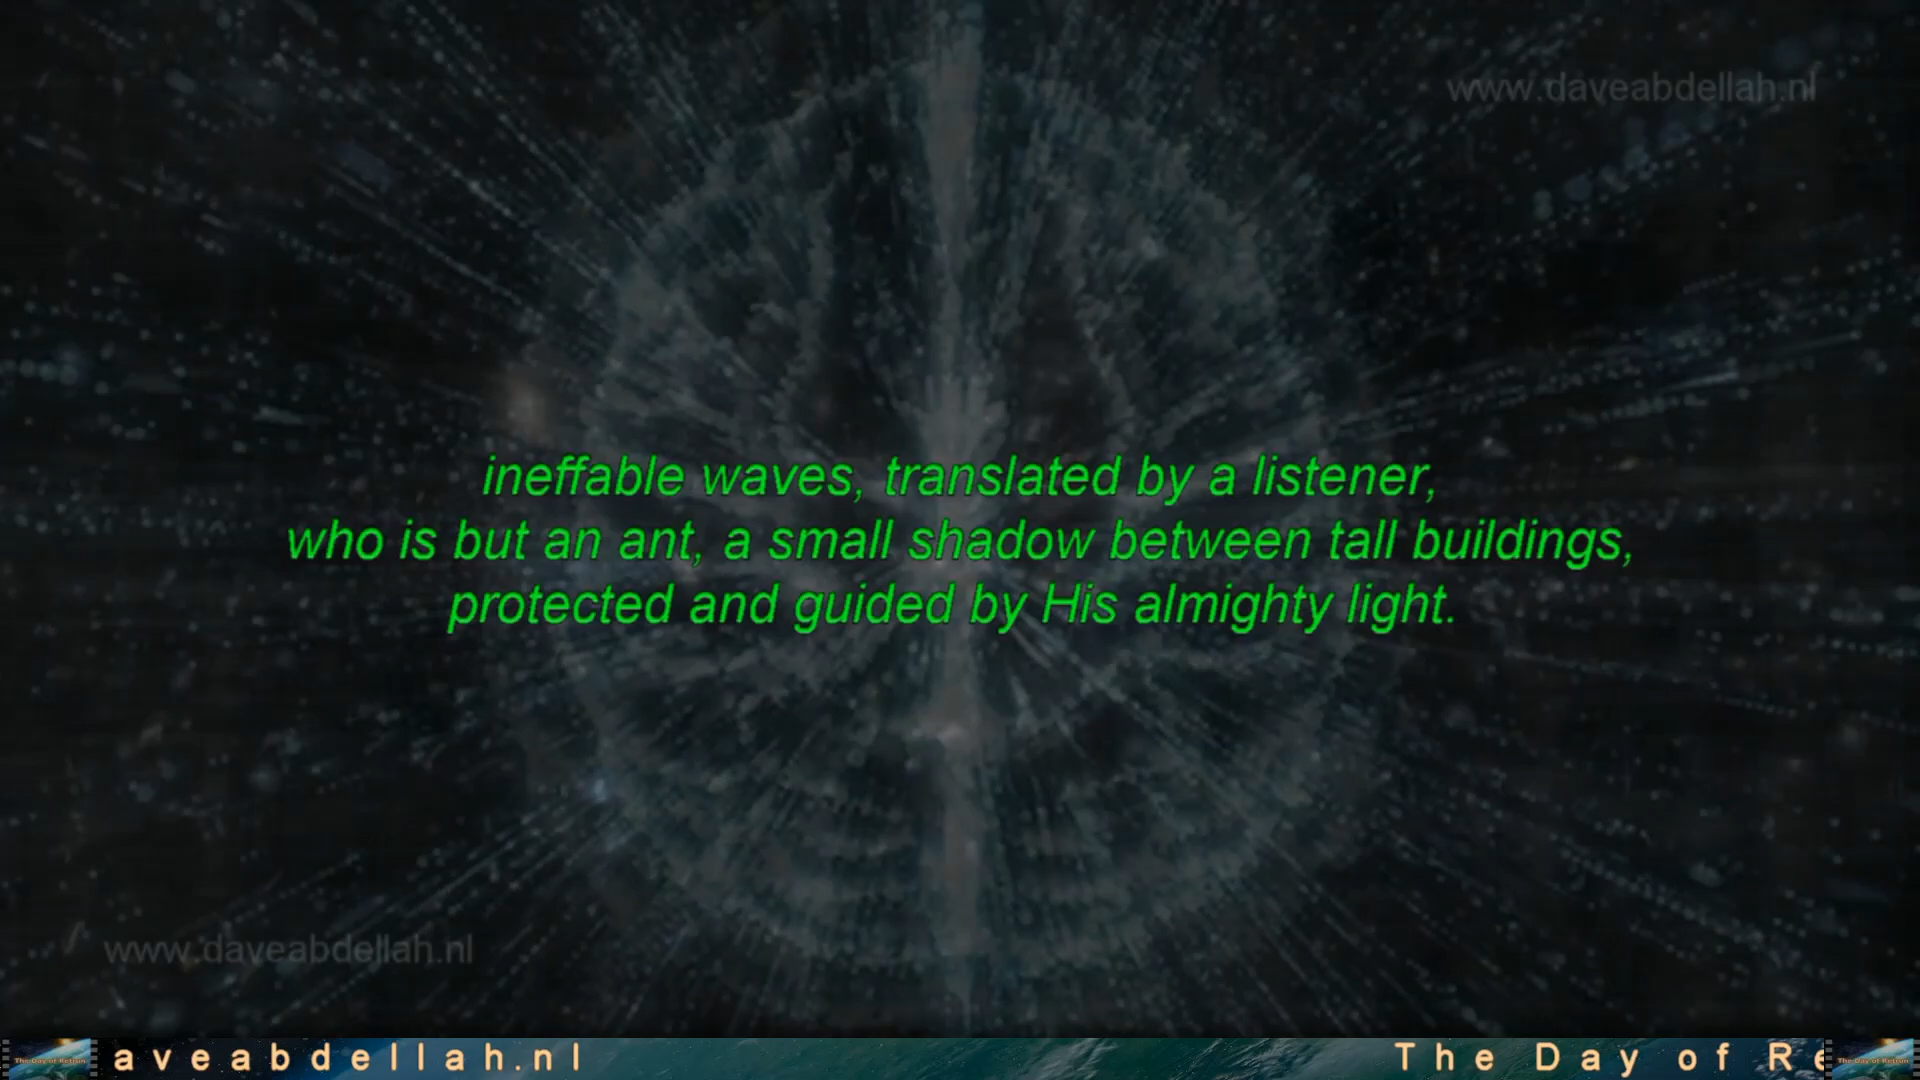 www.daveabdellah.nl
ineffable waves, translated by a listener,
who is but an ant, a small shadow between tall buildings,
protected and guided by His almighty light.
www.daveabdellah.nl
aveabdellah.nl
The Day of Re